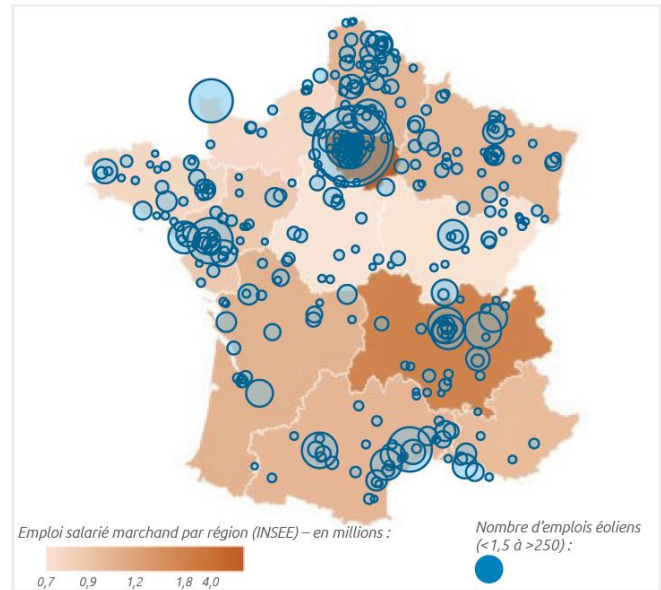 Emploi salarié marchand par région (INSEE) – en millions :
0,7 0,9 1,2 1,8 4,0
Nombre d'emplois éoliens
(<1,5 à >250) :